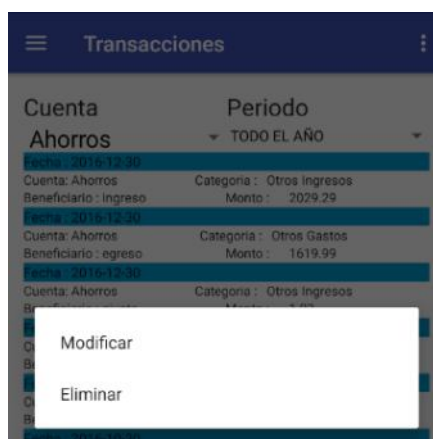 Transacciones
Cuenta Periodo
Ahorros TODO EL AÑO
Fecha : 2016-12-30
Cuenta: Ahorros Categoria : Otros Ingresos
Beneficiario : Ingreso Monto : 2029.29
Fecha : 2016-12-30
Cuenta: Ahorros Categoria : Otros Gastos
Beneficiario : egreso Monto : 1619.99
Fecha : 2016-12-30
Cuenta: Ahorros Categoria : Otros Ingresos
Modificar
Eliminar